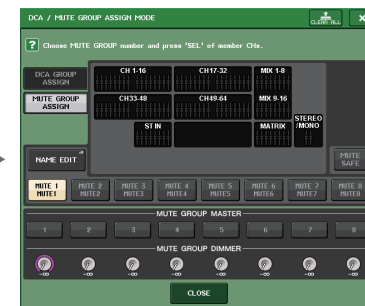 DCA / MUTE GROUP ASSIGN MODE
CLEAR ALL
Choose MUTE GROUP number and press 'SEL' of member CHs.
DCA GROUP ASSIGN
MUTE GROUP ASSIGN
CH 1-16 CH17-32 MIX 1-8
CH33-48 CH49-64 MIX 9-16
ST IN MATRIX STEREO /MONO
NAME EDIT
MUTE SAFE
MUTE 1 MUTE 2 MUTE 3 MUTE 4 MUTE 5 MUTE 6 MUTE 7 MUTE 8
MUTE1 MUTE2 MUTE3 MUTE4 MUTE5 MUTE6 MUTE7 MUTE8
MUTE GROUP MASTER
1 2 3 4 5 6 7 8
MUTE GROUP DIMMER
-∞ -∞ -∞ -∞ -∞ -∞ -∞ -∞
CLOSE